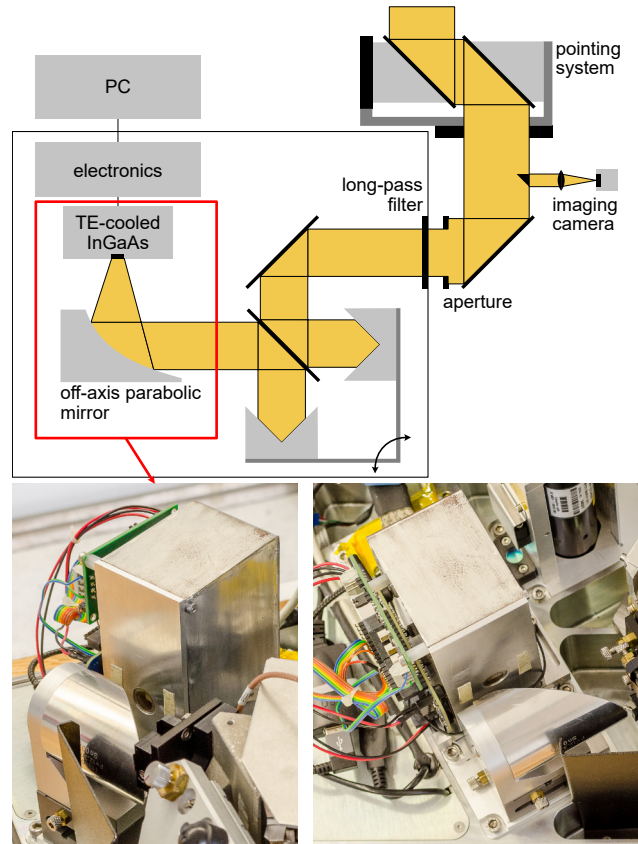 pointing
system
PC
electronics
long-pass
filter
imaging
camera
TE-cooled
InGaAs
aperture
off-axis parabolic
mirror